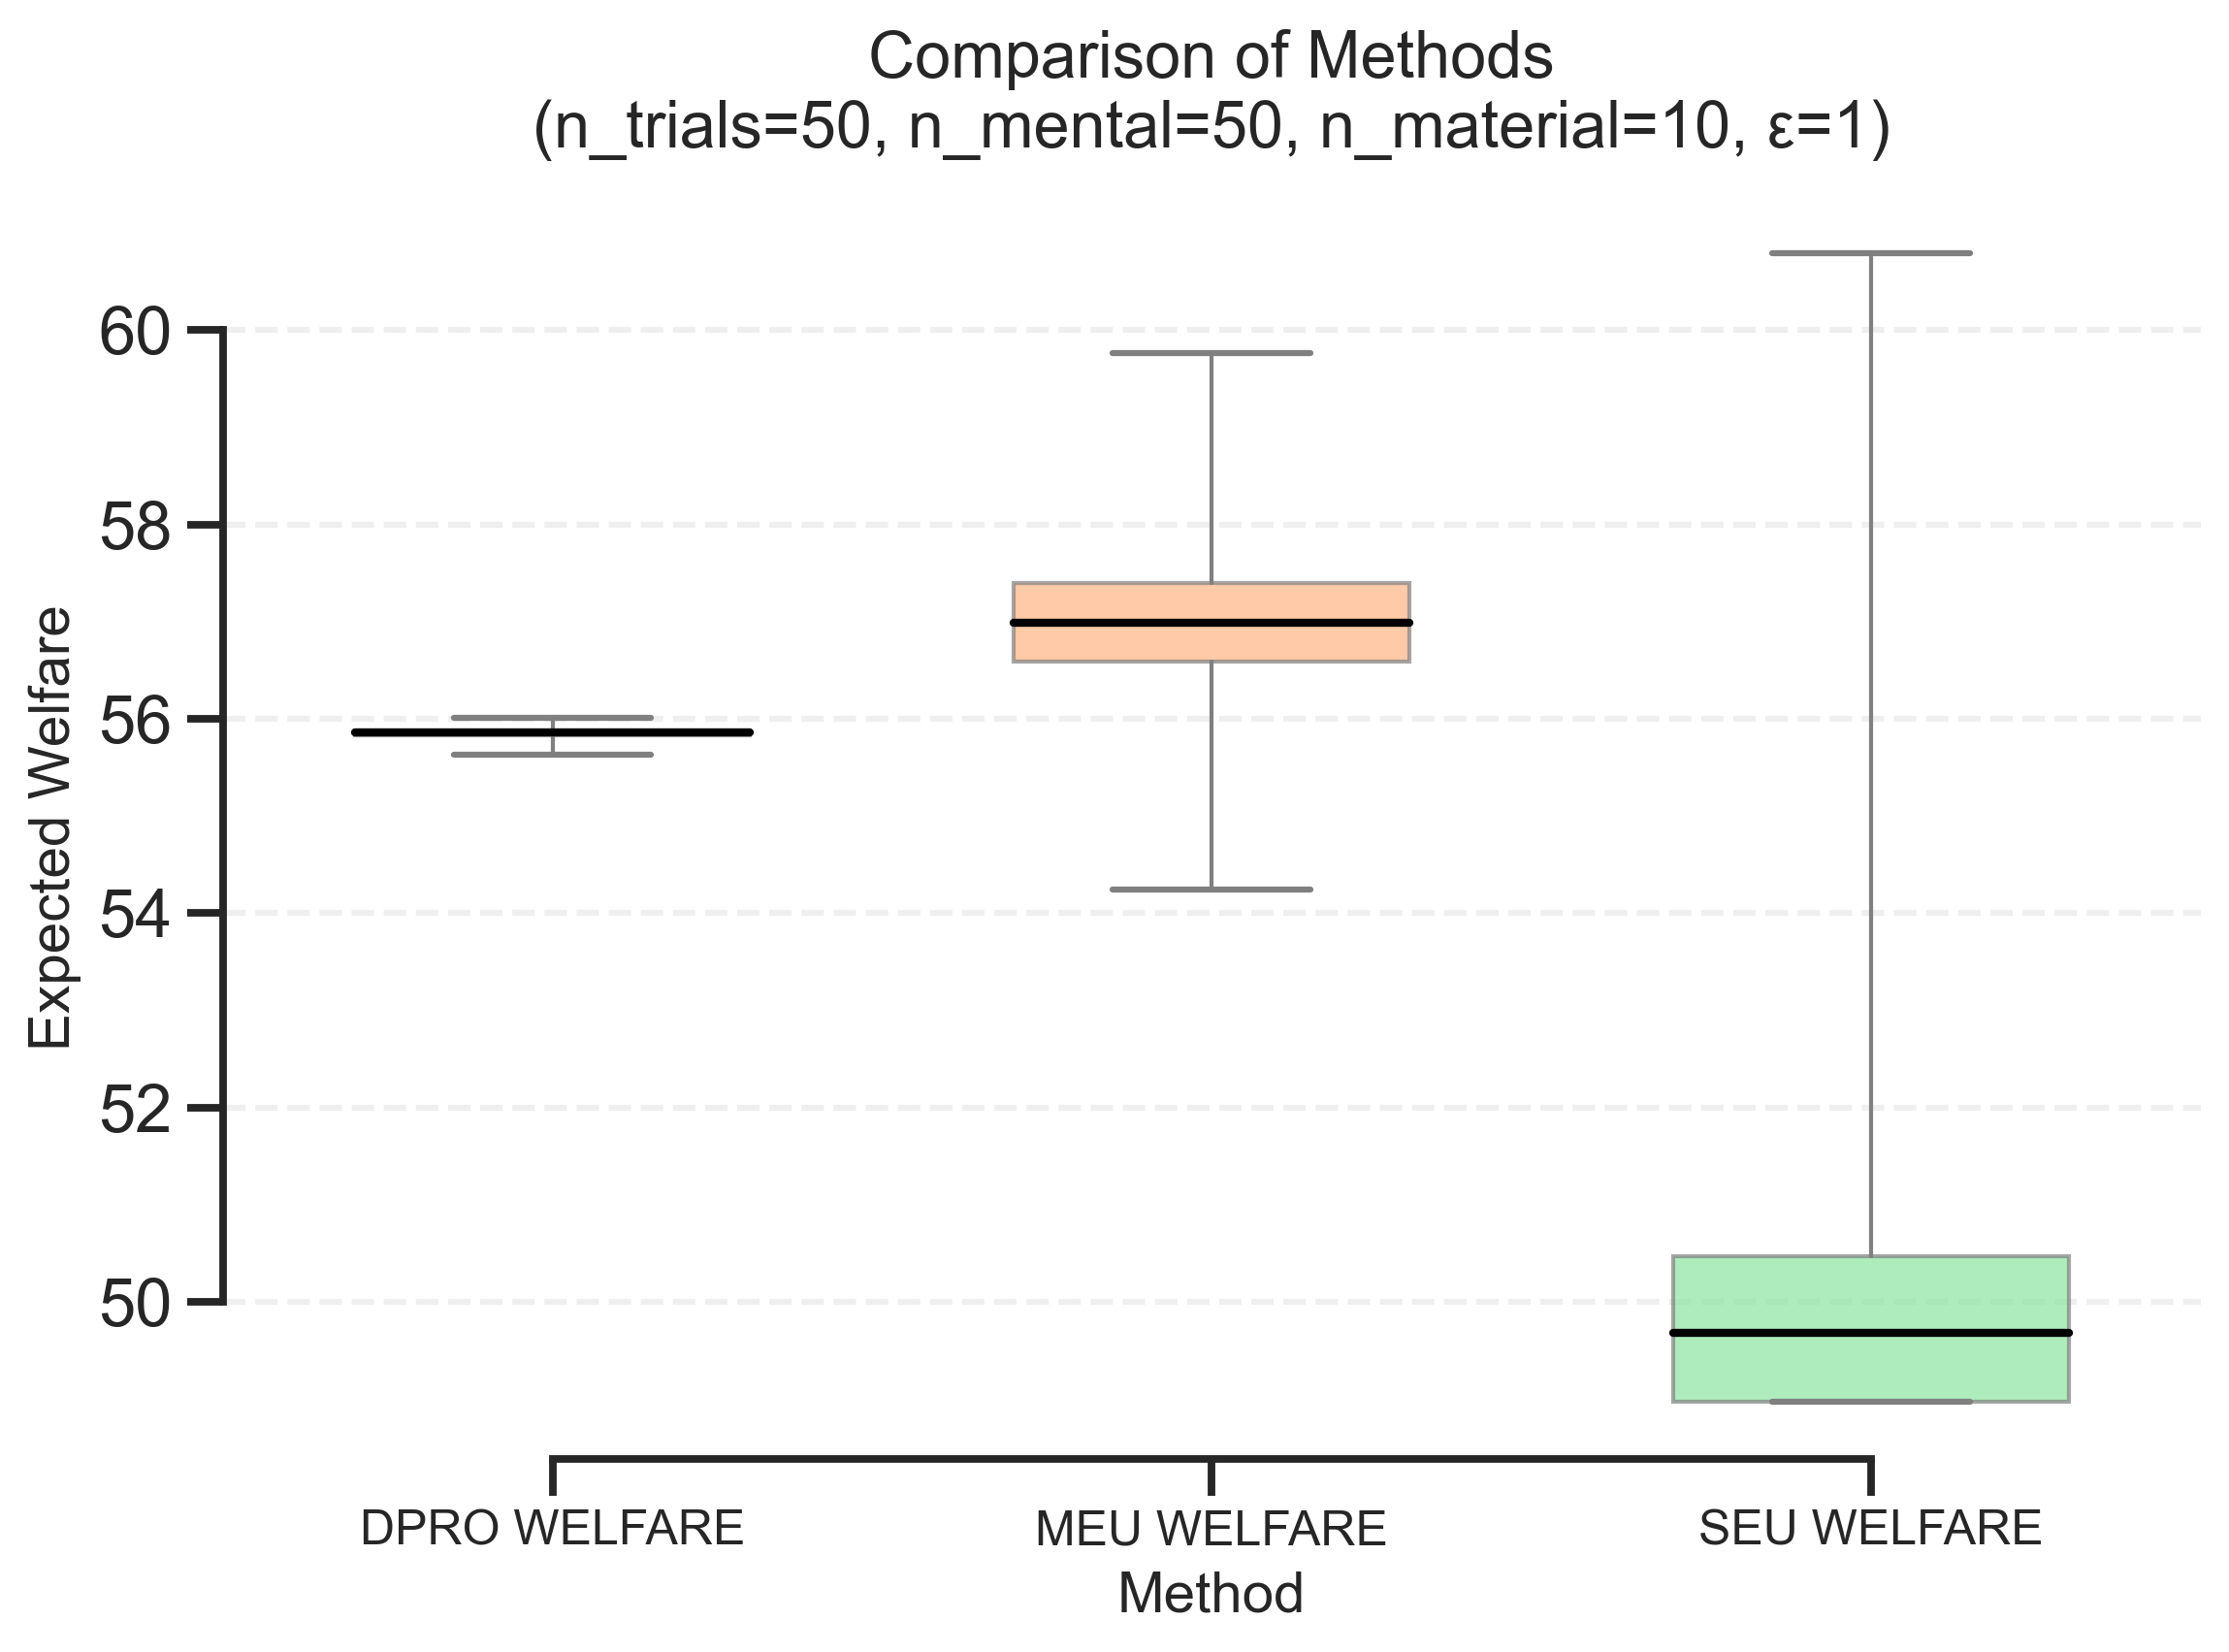 Comparison of Methods
(n_trials=50, n_mental=50, n_material=10, ε=1)
Expected Welfare
60
58
56
54
52
50
DPRO WELFARE
MEU WELFARE
SEU WELFARE
Method